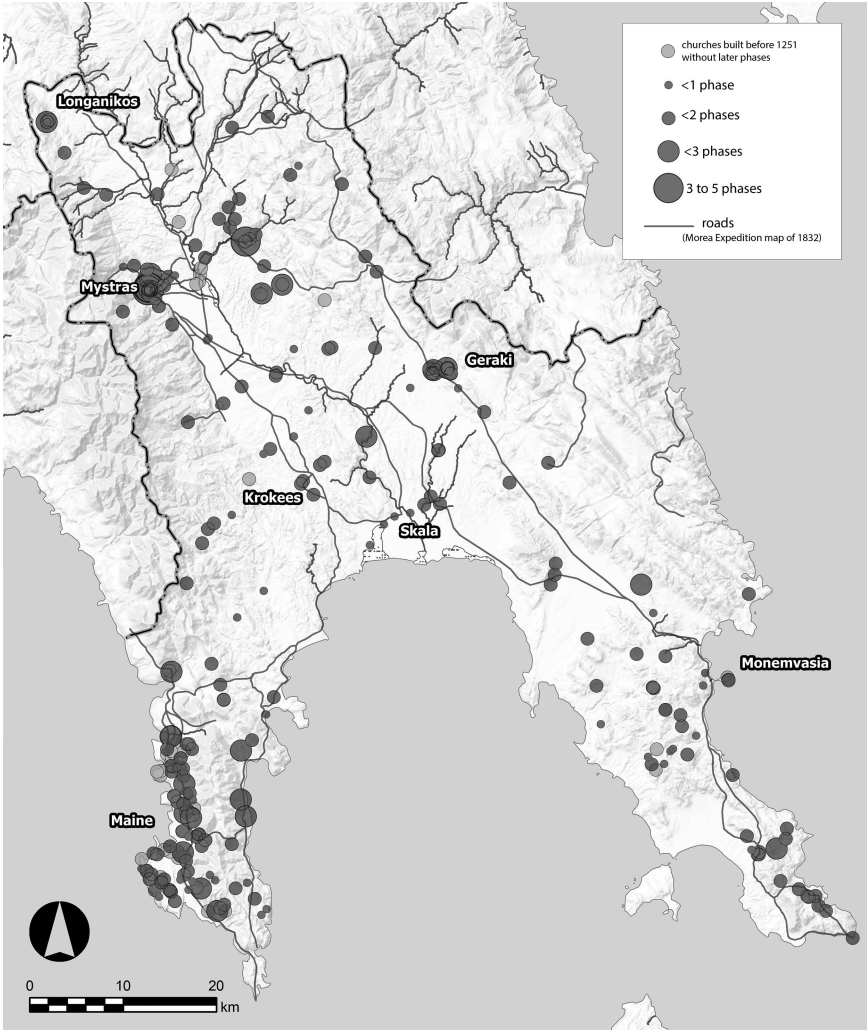 churches built before 1251
without later phases
<1 phase
<2 phases
<3 phases
3 to 5 phases
roads
(Morea Expedition map of 1832)
Longanikos
Mystras
Geraki
Krokees
Skala
Monemvasia
Maine
0 10 20
km